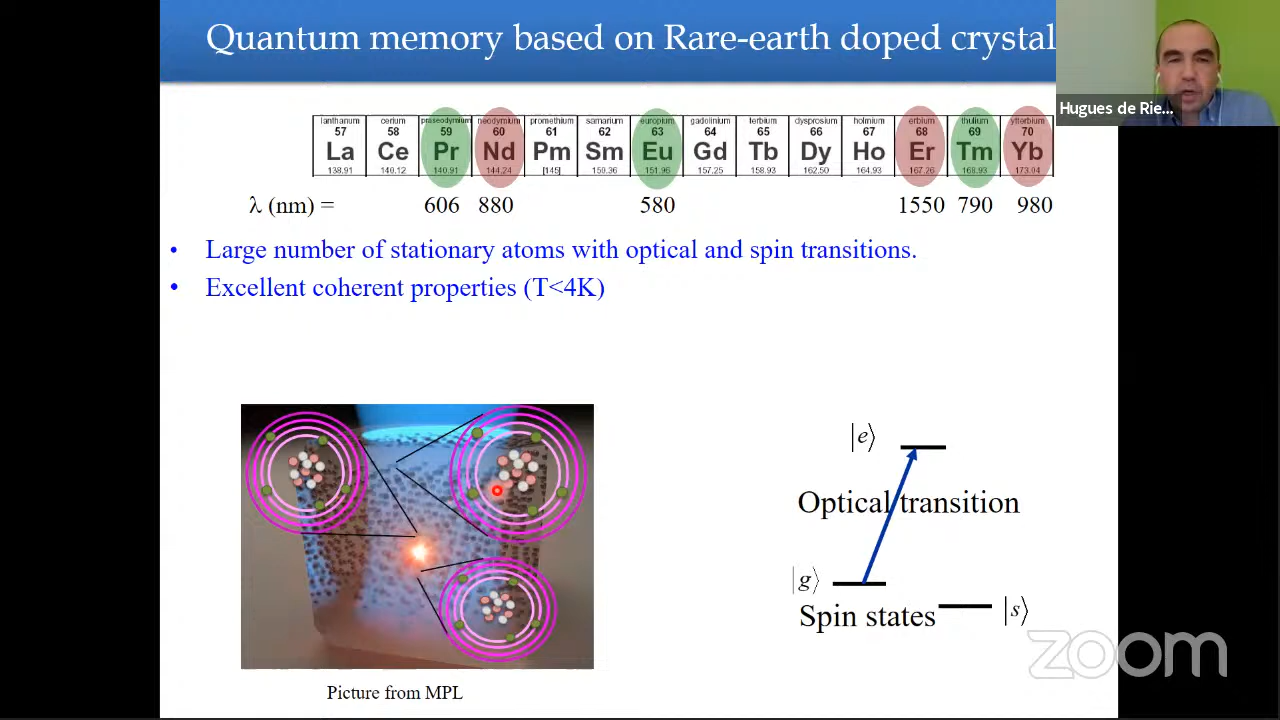 Quantum memory based on Rare-earth doped crystal
Hugues de Rie...
lanthanum cerium praseodymium neodymium promethium samarium europium gadolinium terbium dysprosium holmium erbium thulium ytterbium
57 58 59 60 61 62 63 64 65 66 67 68 69 70
La Ce Pr Nd Pm Sm Eu Gd Tb Dy Ho Er Tm Yb
138.91 140.12 140.91 144.24 [145] 150.36 151.96 157.25 158.93 162.50 164.93 167.26 168.93 173.04
λ (nm) = 606 880 580 1550 790 980
• Large number of stationary atoms with optical and spin transitions.
• Excellent coherent properties (T<4K)
|e⟩
Optical transition
|g⟩
Spin states |s⟩
zoom
Picture from MPL